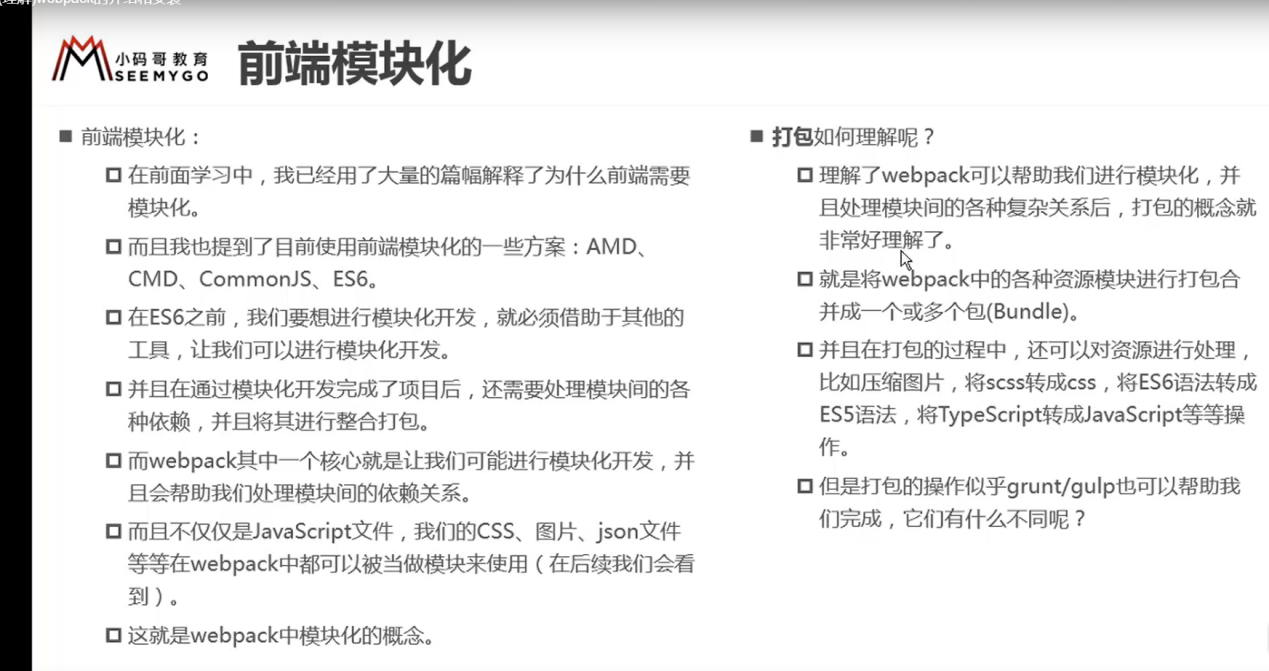 小码哥教育
SEEMYGO
前端模块化
■ 前端模块化：
在前面学习中，我已经用了大量的篇幅解释了为什么前端需要
模块化。
而且我也提到了目前使用前端模块化的一些方案：AMD、
CMD、CommonJS、ES6。
在ES6之前，我们要想进行模块化开发，就必须借助于其他的
工具，让我们可以进行模块化开发。
并且在通过模块化开发完成了项目后，还需要处理模块间的各
种依赖，并且将其进行整合打包。
而webpack其中一个核心就是让我们可能进行模块化开发，并
且会帮助我们处理模块间的依赖关系。
而且不仅仅是JavaScript文件，我们的CSS、图片、json文件
等等在webpack中都可以被当做模块来使用（在后续我们会看
到）。
这就是webpack中模块化的概念。
■ 打包如何理解呢？
理解了webpack可以帮助我们进行模块化，并
且处理模块间的各种复杂关系后，打包的概念就
非常好理解了。
就是将webpack中的各种资源模块进行打包合
并成一个或多个包(Bundle)。
并且在打包的过程中，还可以对资源进行处理，
比如压缩图片，将scss转成css，将ES6语法转成
ES5语法，将TypeScript转成JavaScript等等操
作。
但是打包的操作似乎grunt/gulp也可以帮助我
们完成，它们有什么不同呢？